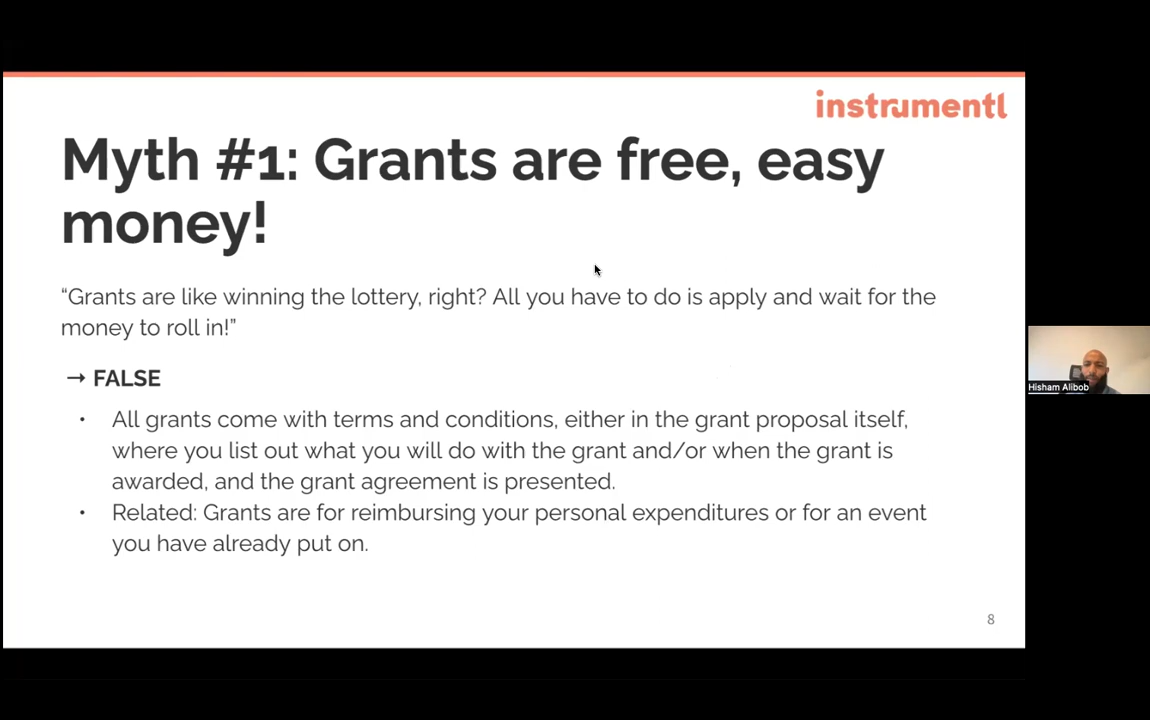 instrumentl
Myth #1: Grants are free, easy
money!
“Grants are like winning the lottery, right? All you have to do is apply and wait for the
money to roll in!”
→ FALSE
• All grants come with terms and conditions, either in the grant proposal itself,
where you list out what you will do with the grant and/or when the grant is
awarded, and the grant agreement is presented.
• Related: Grants are for reimbursing your personal expenditures or for an event
you have already put on.
Hisham Alibob
8